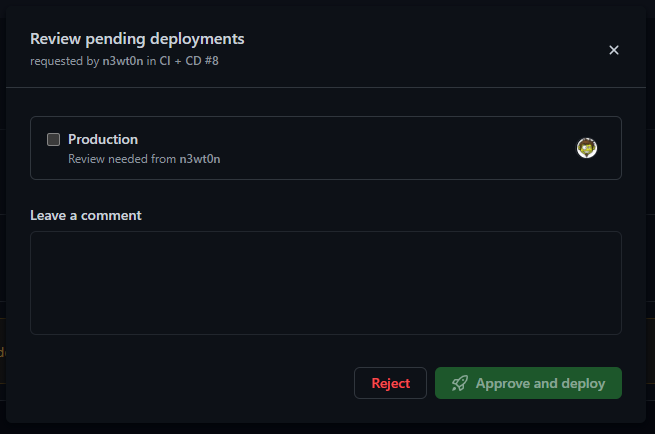 Review pending deployments
requested by n3wt0n in CI + CD #8
Production
Review needed from n3wt0n
Leave a comment
Reject
Approve and deploy